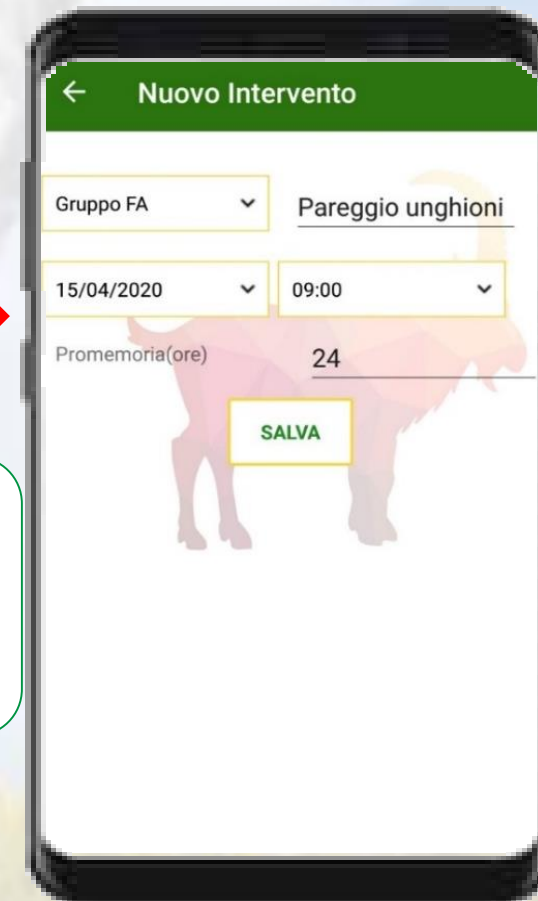 Nuovo Intervento
Gruppo FA Pareggio unghioni
15/04/2020 09:00
Promemoria(ore) 24
SALVA